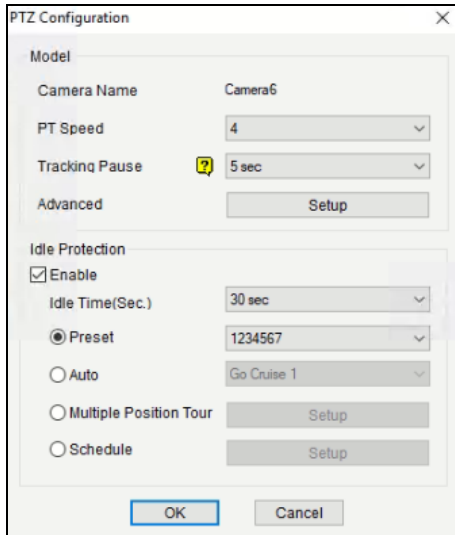 PTZ Configuration
Model
Camera Name Camera6
PT Speed 4
Tracking Pause ? 5 sec
Advanced Setup
Idle Protection
Enable
Idle Time(Sec.) 30 sec
Preset 1234567
Auto Go Cruise 1
Multiple Position Tour Setup
Schedule Setup
OK Cancel